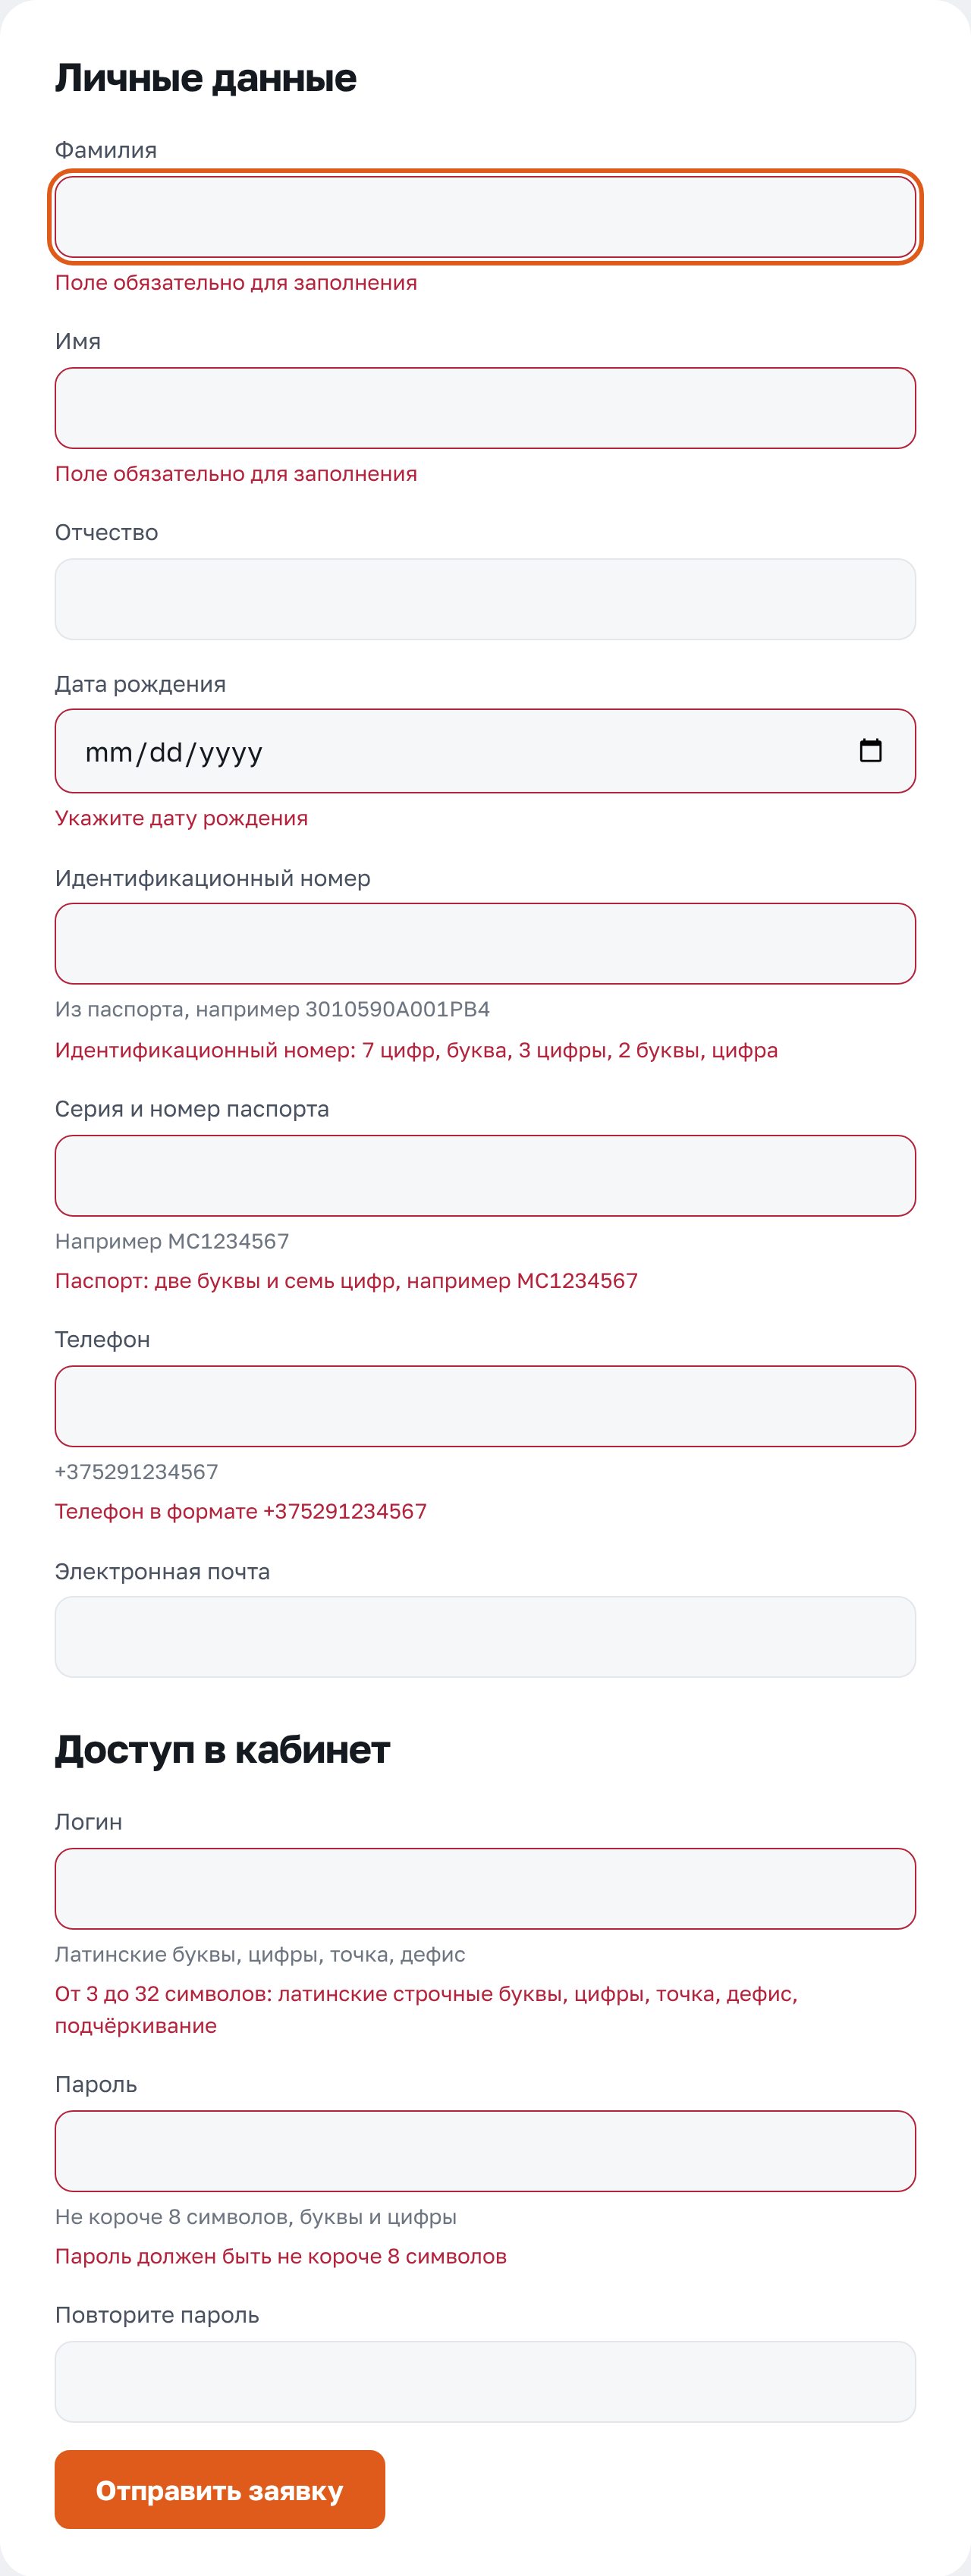 Личные данные
Фамилия
Поле обязательно для заполнения
Имя
Поле обязательно для заполнения
Отчество
Дата рождения
mm/dd/yyyy
Укажите дату рождения
Идентификационный номер
Из паспорта, например 3010590A001PB4
Идентификационный номер: 7 цифр, буква, 3 цифры, 2 буквы, цифра
Серия и номер паспорта
Например MC1234567
Паспорт: две буквы и семь цифр, например MC1234567
Телефон
+375291234567
Телефон в формате +375291234567
Электронная почта
Доступ в кабинет
Логин
Латинские буквы, цифры, точка, дефис
От 3 до 32 символов: латинские строчные буквы, цифры, точка, дефис,
подчёркивание
Пароль
Не короче 8 символов, буквы и цифры
Пароль должен быть не короче 8 символов
Повторите пароль
Отправить заявку